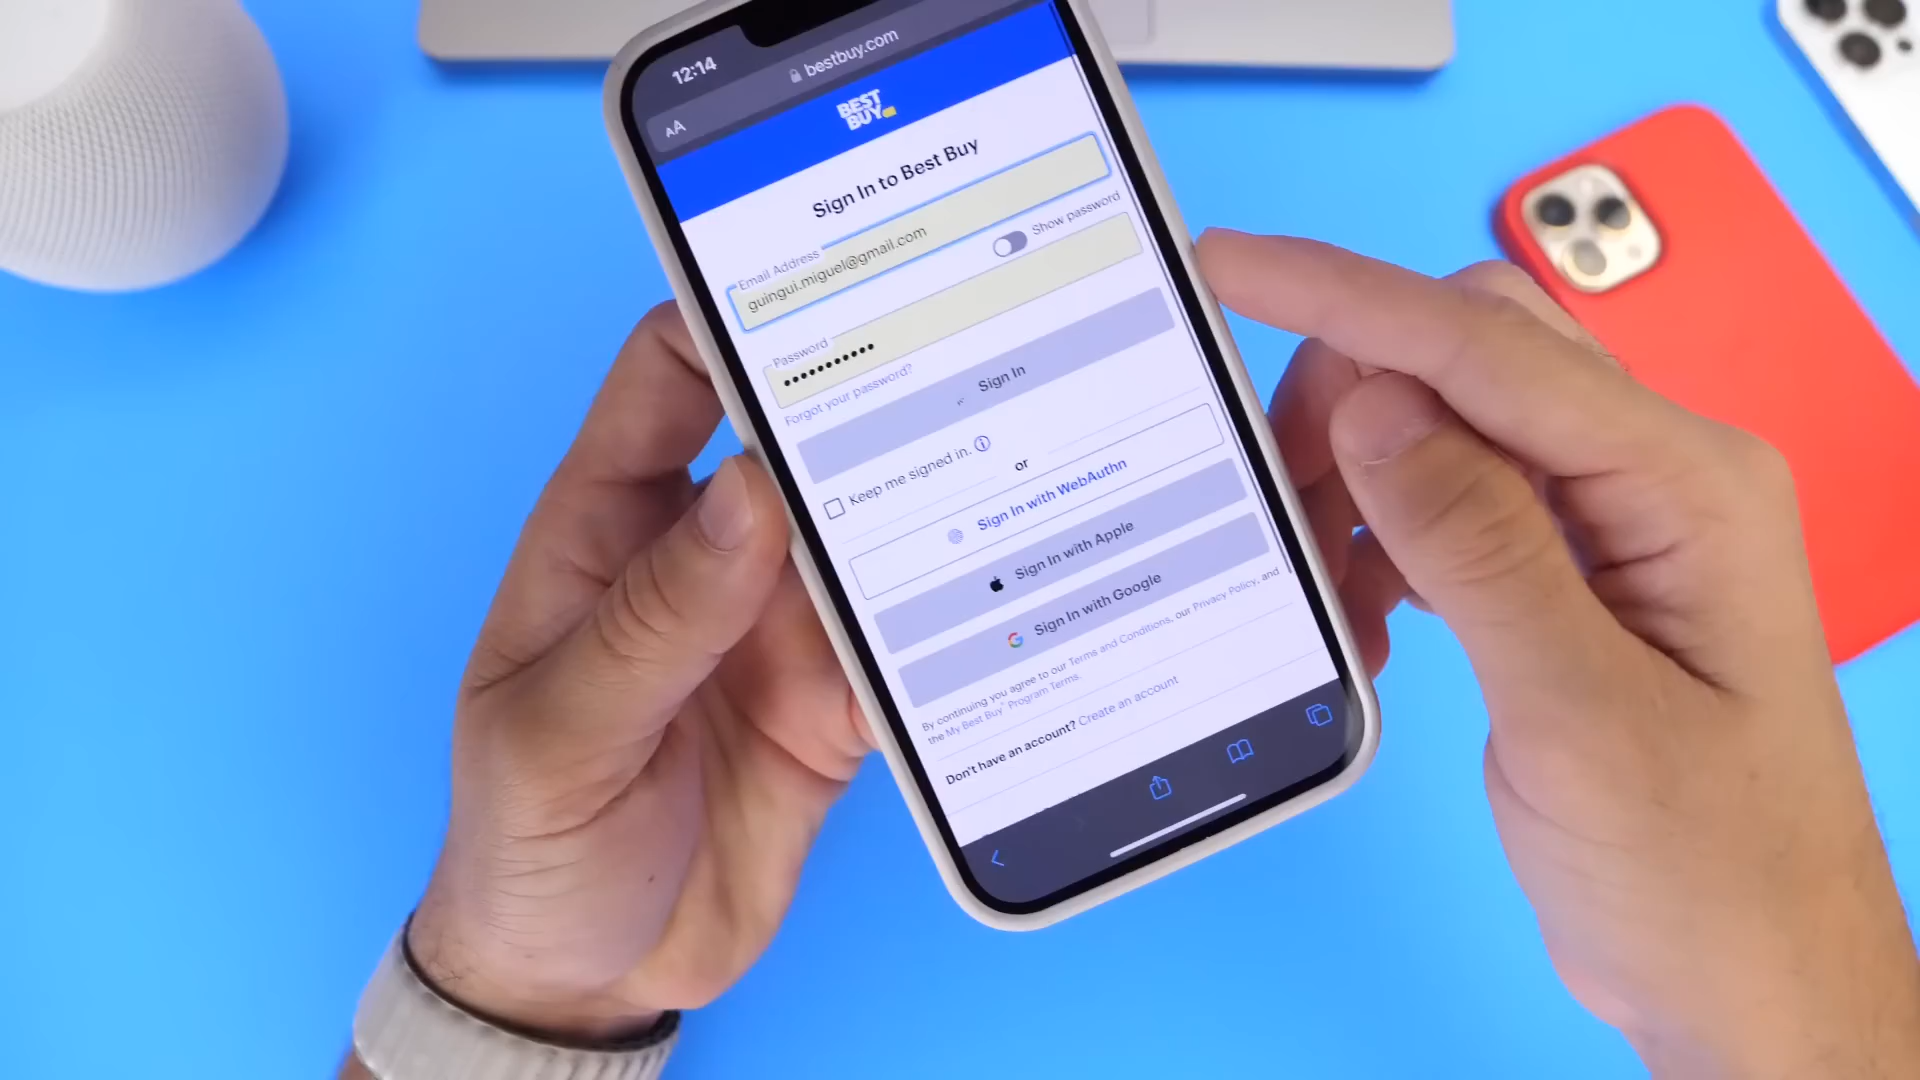 12:14
bestbuy.com
AA
BEST
BUY
Sign In to Best Buy
Email Address
guingui.miguel@gmail.com
Show password
Password
•••••••••••
Forgot your password?
Sign In
Keep me signed in.
or
Sign In with WebAuthn
Sign In with Apple
Sign In with Google
By continuing you agree to our Terms and Conditions, our Privacy Policy, and
the My Best Buy® Program Terms.
Don't have an account? Create an account